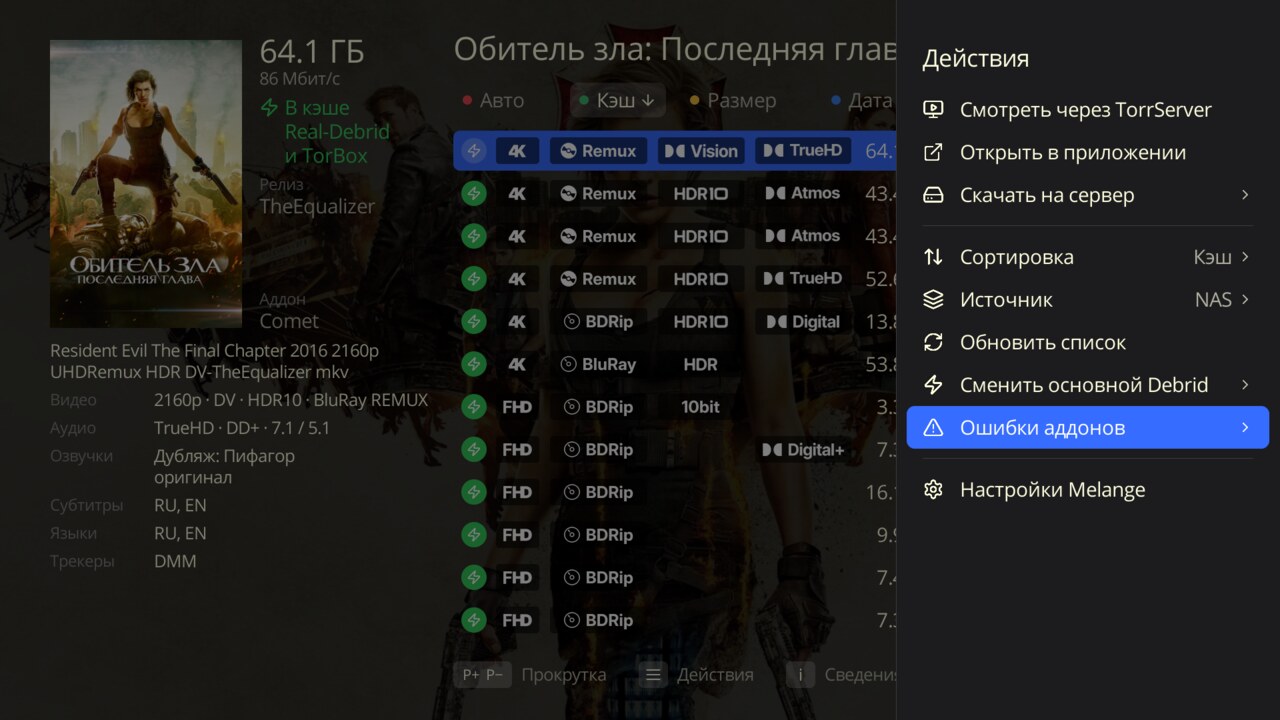 ОБИТЕЛЬ ЗЛА
ПОСЛЕДНЯЯ ГЛАВА
64.1 ГБ
86 Мбит/с
В кэше
Real-Debrid
и TorBox
Релиз
TheEqualizer
Аддон
Comet
Resident Evil The Final Chapter 2016 2160p
UHDRemux HDR DV-TheEqualizer mkv
Видео 2160p · DV · HDR10 · BluRay REMUX
Аудио TrueHD · DD+ · 7.1 / 5.1
Озвучки Дубляж: Пифагор
оригинал
Субтитры RU, EN
Языки RU, EN
Трекеры DMM
Обитель зла: Последняя глав
Авто Кэш ↓ Размер Дата
4K Remux Vision TrueHD 64.
4K Remux HDR10 Atmos 43.4
4K Remux HDR10 Atmos 43.4
4K Remux HDR10 TrueHD 52.
4K BDRip HDR10 Digital 13.8
4K BluRay HDR 53.8
FHD BDRip 10bit 3.
FHD BDRip Digital+ 7.
FHD BDRip 16.
FHD BDRip 9.
FHD BDRip 7.
FHD BDRip 7.
P+ P− Прокрутка Действия i Сведения
Действия
Смотреть через TorrServer
Открыть в приложении
Скачать на сервер
Сортировка Кэш
Источник NAS
Обновить список
Сменить основной Debrid
Ошибки аддонов
Настройки Melange